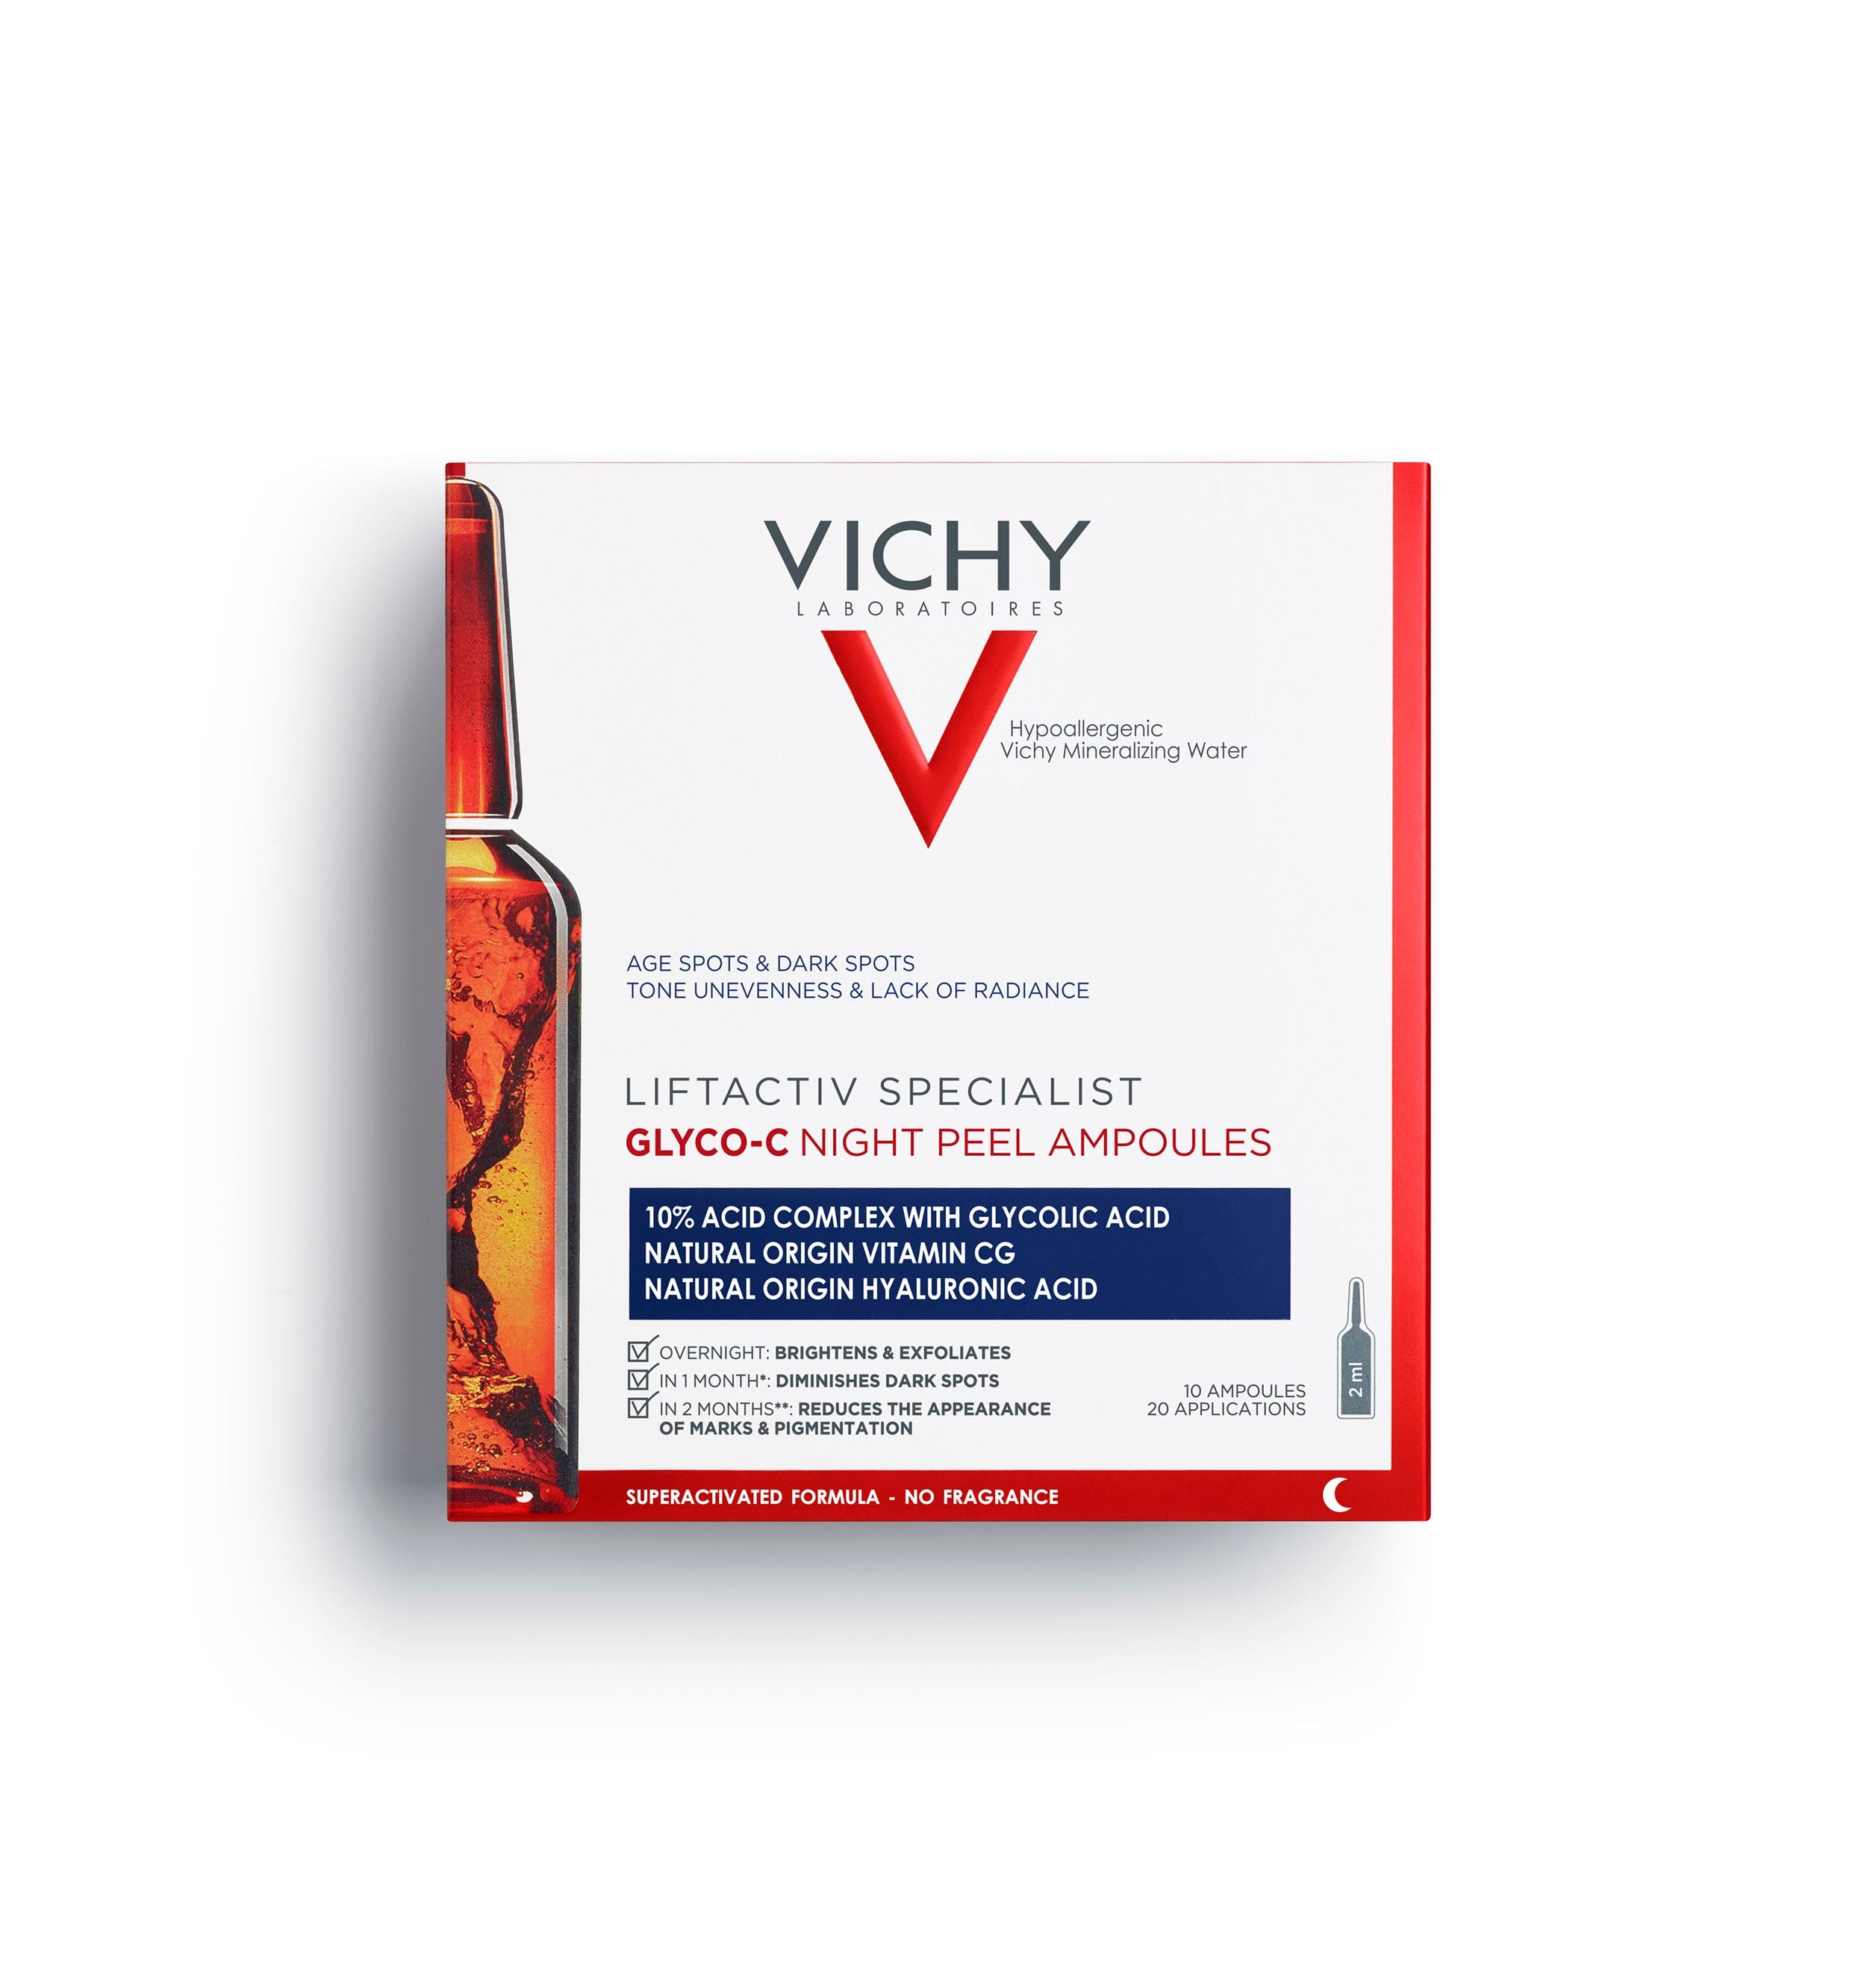 VICHY
LABORATOIRES
V
Hypoallergenic
Vichy Mineralizing Water
AGE SPOTS & DARK SPOTS
TONE UNEVENNESS & LACK OF RADIANCE
LIFTACTIV SPECIALIST
GLYCO-C NIGHT PEEL AMPOULES
10% ACID COMPLEX WITH GLYCOLIC ACID
NATURAL ORIGIN VITAMIN CG
NATURAL ORIGIN HYALURONIC ACID
OVERNIGHT: BRIGHTENS & EXFOLIATES
IN 1 MONTH*: DIMINISHES DARK SPOTS
IN 2 MONTHS**: REDUCES THE APPEARANCE
OF MARKS & PIGMENTATION
10 AMPOULES
20 APPLICATIONS
2 ml
SUPERACTIVATED FORMULA - NO FRAGRANCE